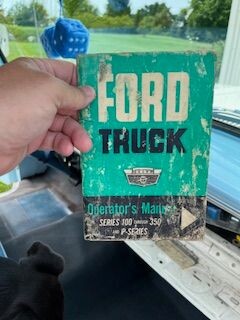 FORD
TRUCK
Operator's Manual
SERIES 100 THROUGH 350
AND P-SERIES